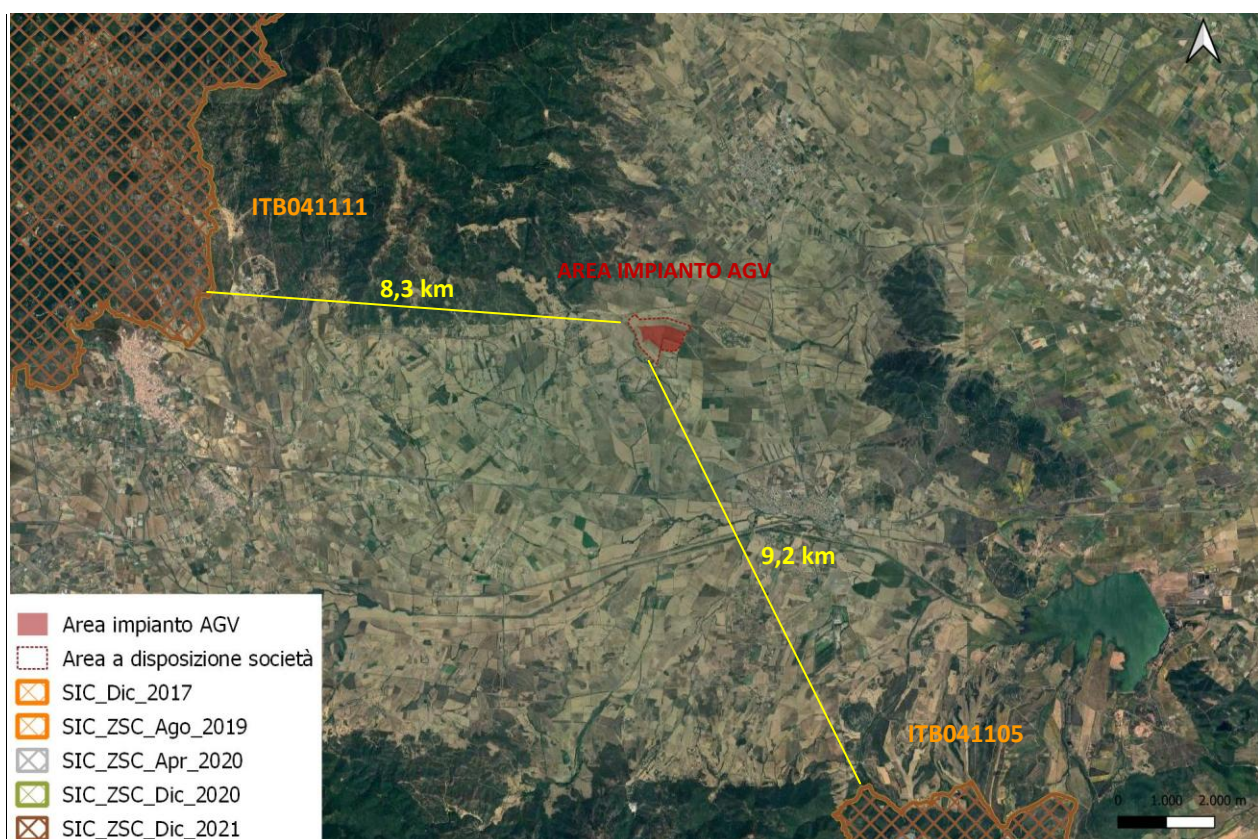 ITB041111
AREA IMPIANTO AGV
8,3 km
9,2 km
ITB041105
Area impianto AGV
Area a disposizione società
SIC_Dic_2017
SIC_ZSC_Ago_2019
SIC_ZSC_Apr_2020
SIC_ZSC_Dic_2020
SIC_ZSC_Dic_2021
0 1.000 2.000 m